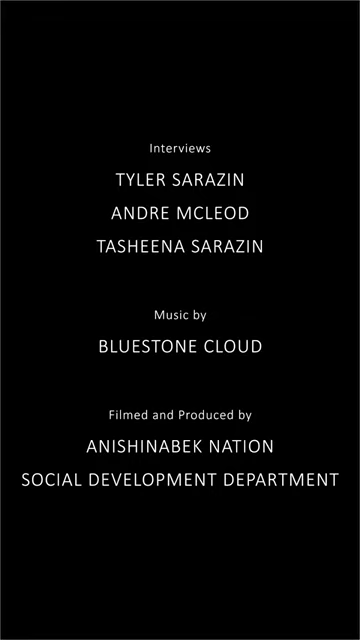 Interviews
TYLER SARAZIN
ANDRE MCLEOD
TASHEENA SARAZIN
Music by
BLUESTONE CLOUD
Filmed and Produced by
ANISHINABEK NATION
SOCIAL DEVELOPMENT DEPARTMENT